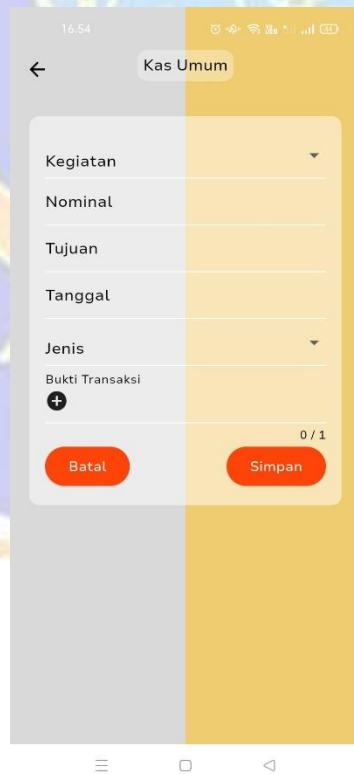 16.54
Kas Umum
Kegiatan
Nominal
Tujuan
Tanggal
Jenis
Bukti Transaksi
0 / 1
Batal
Simpan